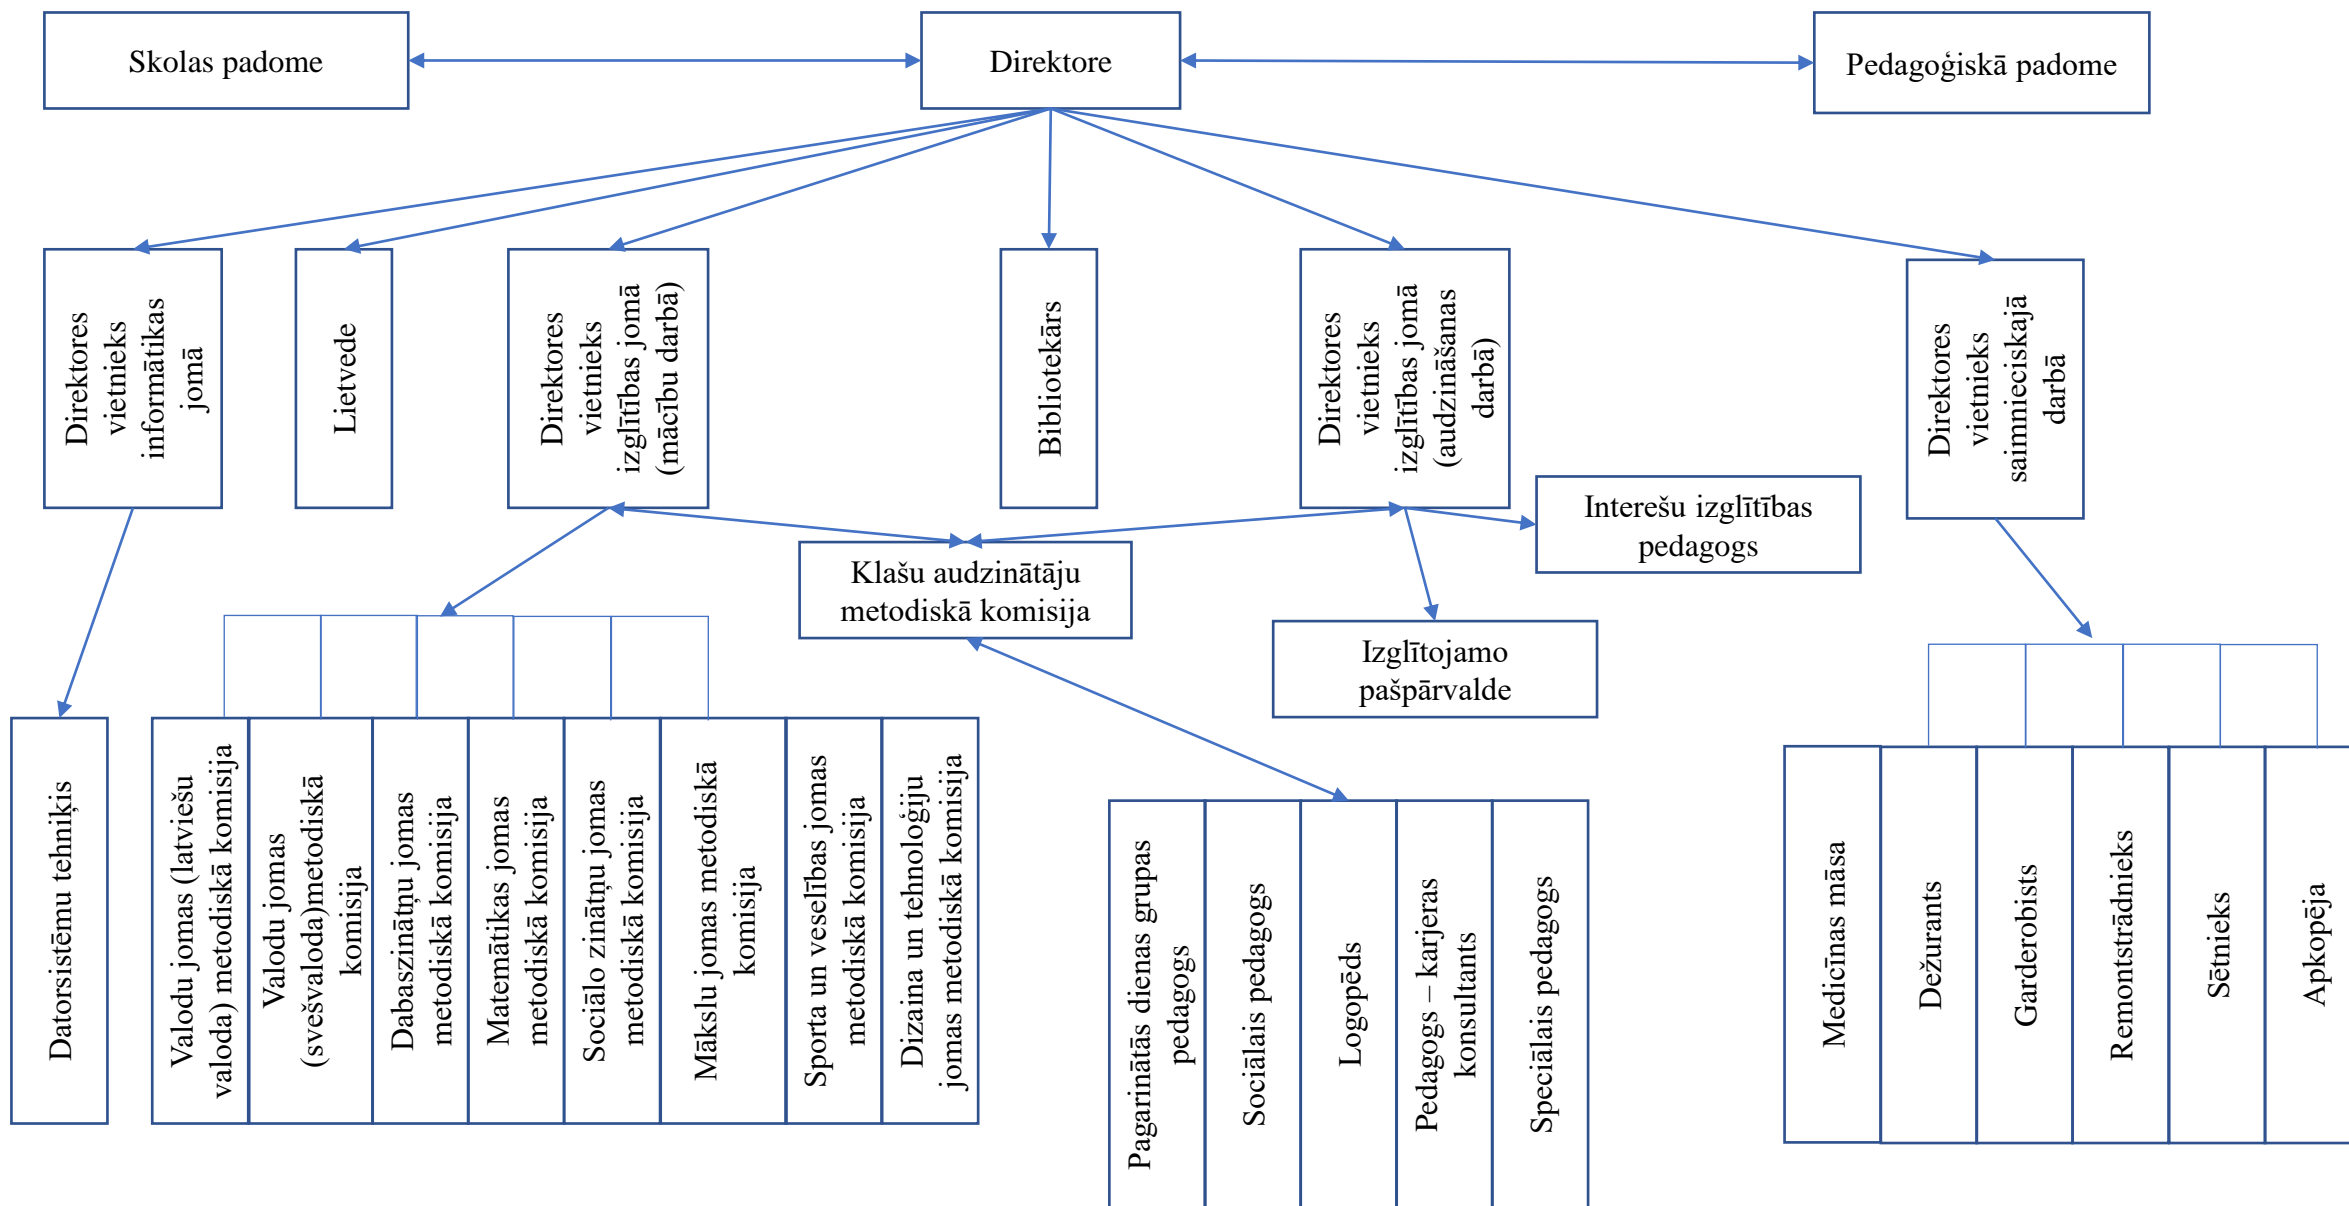 Skolas padome
Direktore
Pedagoģiskā padome
Direktores
vietnieks
informātikas
jomā
Lietvede
Direktores
vietnieks
izglītības jomā
(mācību darbā)
Bibliotekārs
Direktores
vietnieks
izglītības jomā
(audzināšanas
darbā)
Direktores
vietnieks
saimnieciskajā
darbā
Interešu izglītības
pedagogs
Klašu audzinātāju
metodiskā komisija
Izglītojamo
pašpārvalde
Datorsistēmu tehniķis
Valodu jomas (latviešu
valoda) metodiskā komisija
Valodu jomas
(svešvaloda)metodiskā
komisija
Dabaszinātņu jomas
metodiskā komisija
Matemātikas jomas
metodiskā komisija
Sociālo zinātņu jomas
metodiskā komisija
Mākslu jomas metodiskā
komisija
Sporta un veselības jomas
metodiskā komisija
Dizaina un tehnoloģiju
jomas metodiskā komisija
Pagarinātās dienas grupas
pedagogs
Sociālais pedagogs
Logopēds
Pedagogs – karjeras
konsultants
Speciālais pedagogs
Medicīnas māsa
Dežurants
Garderobists
Remontstrādnieks
Sētnieks
Apkopēja